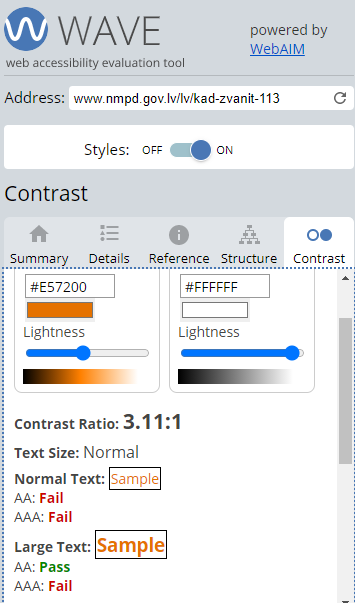 WAVE
powered by
WebAIM
web accessibility evaluation tool
Address: www.nmpd.gov.lv/lv/kad-zvanit-113
Styles: OFF ON
Contrast
Summary Details Reference Structure Contrast
#E57200 #FFFFFF
Lightness Lightness
Contrast Ratio: 3.11:1
Text Size: Normal
Normal Text: Sample
AA: Fail
AAA: Fail
Large Text: Sample
AA: Pass
AAA: Fail